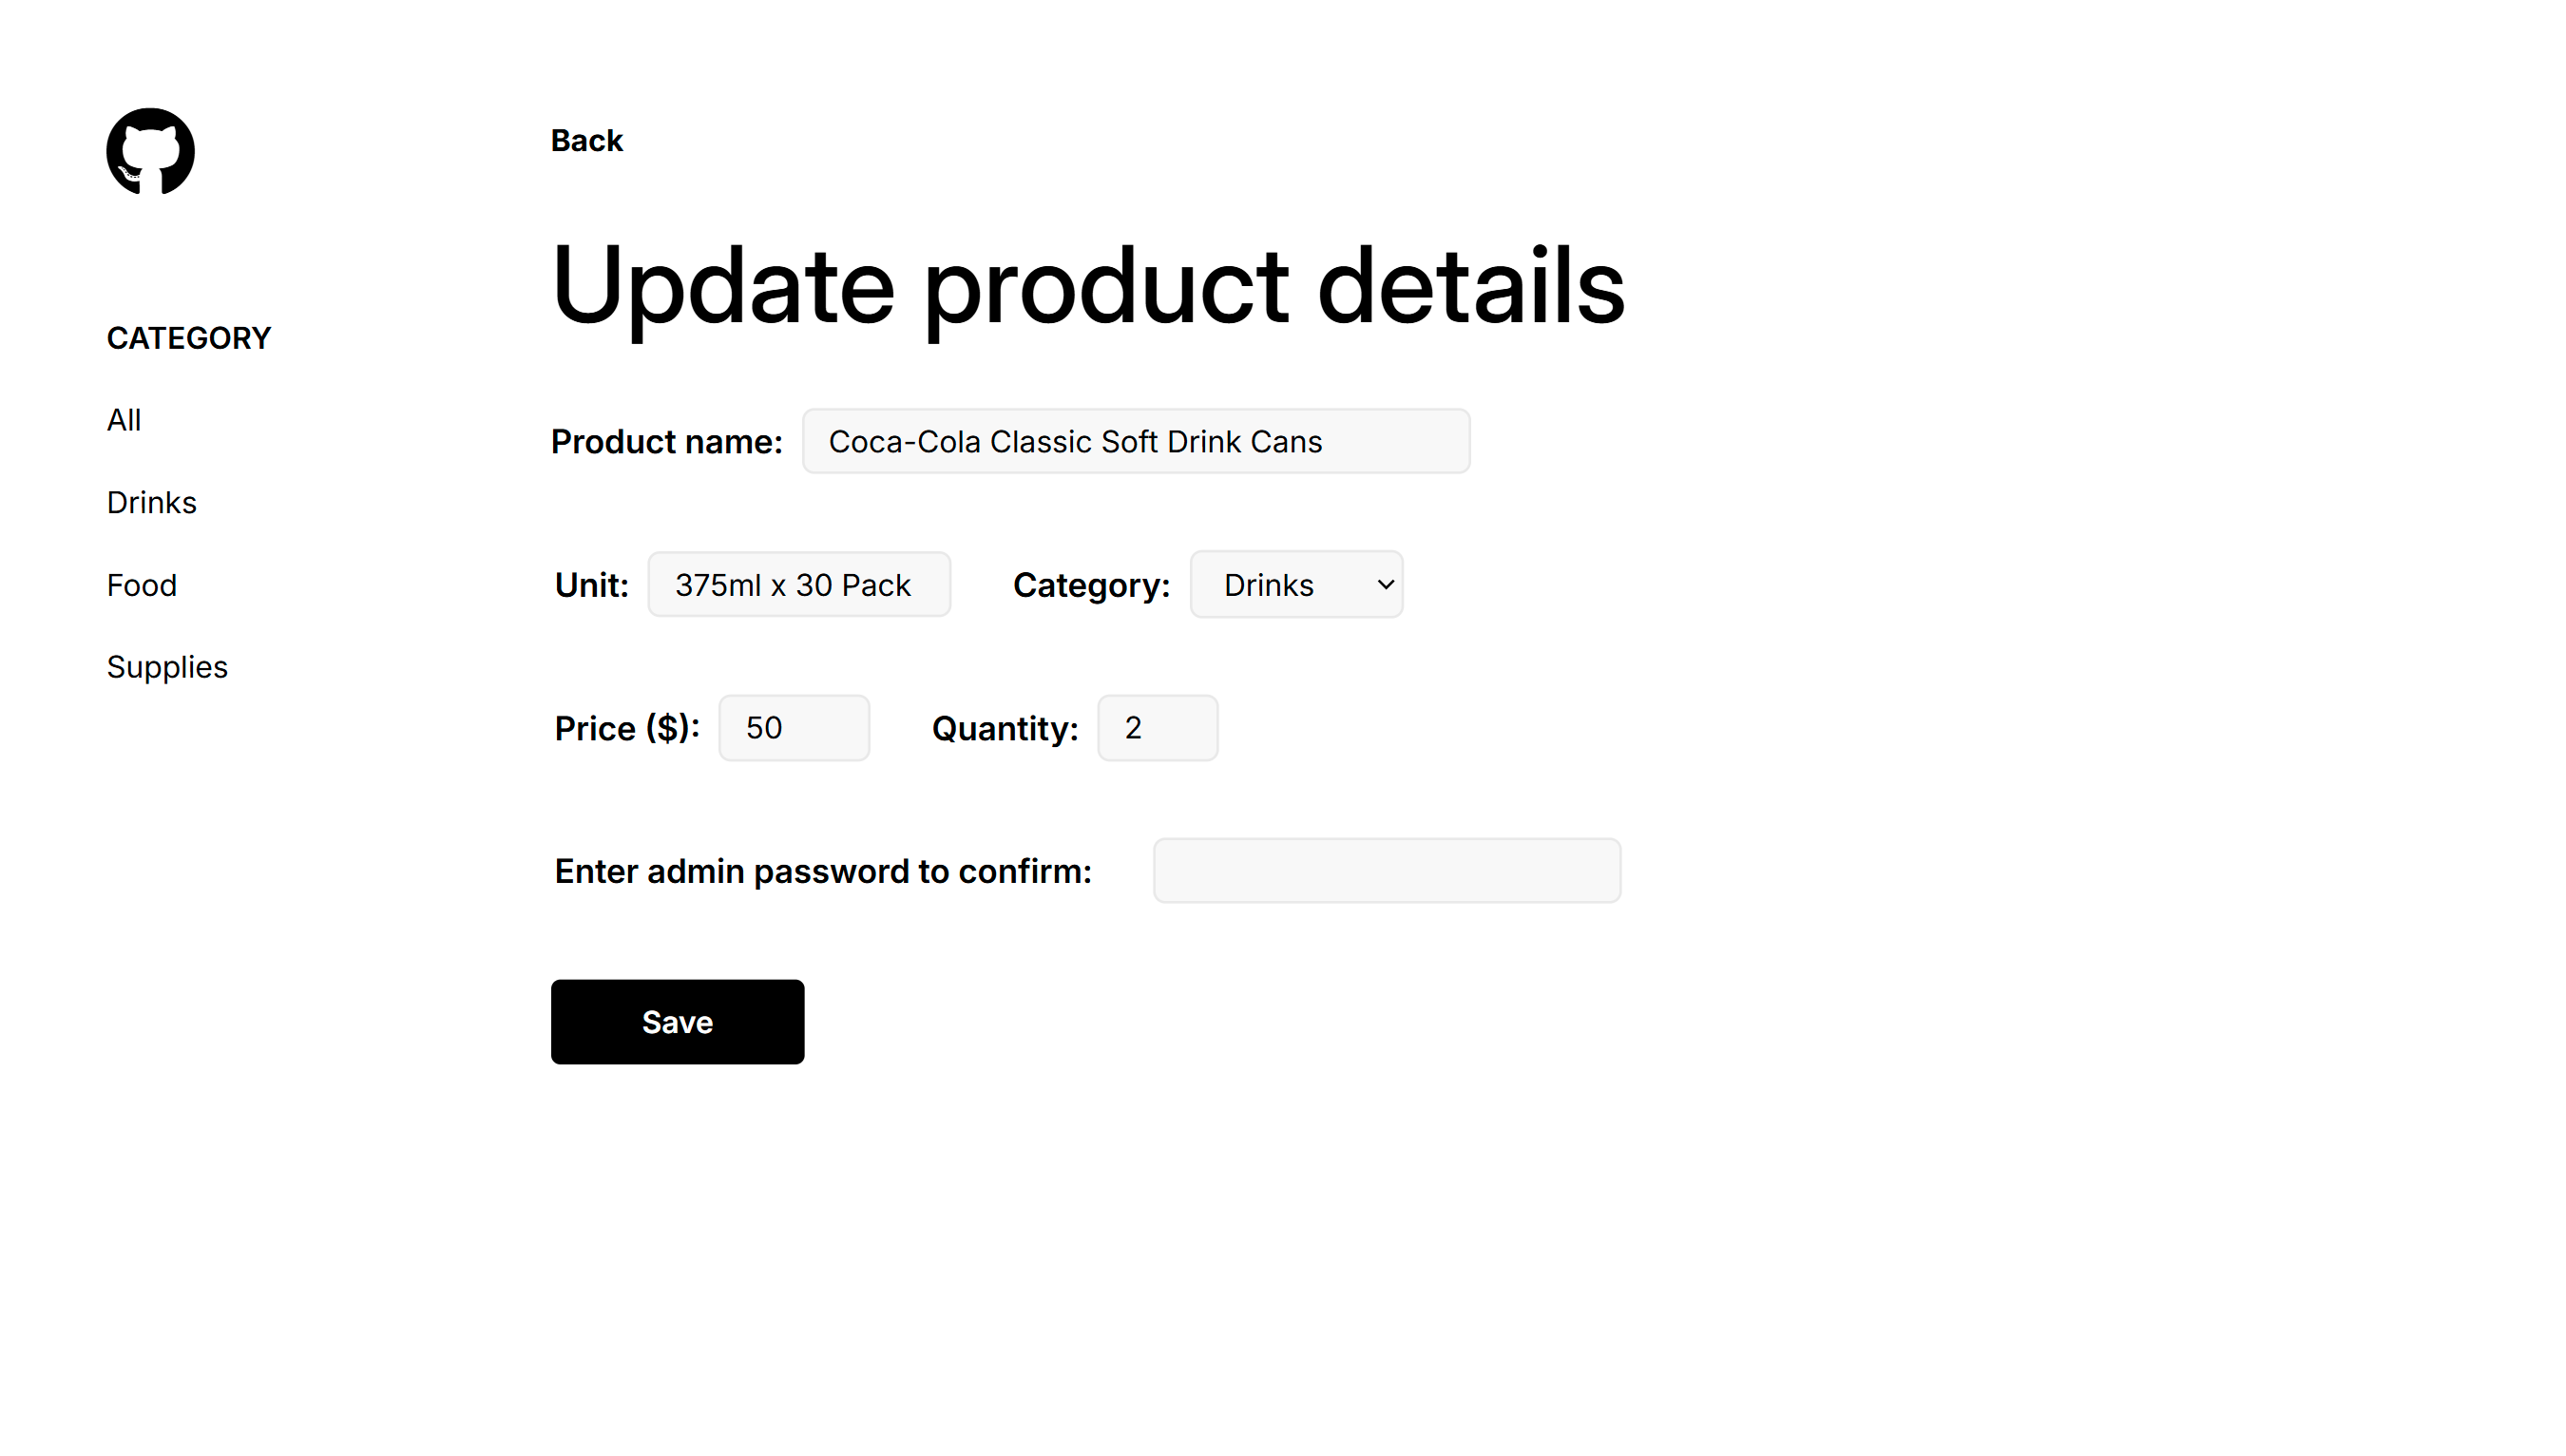 Back
Update product details
CATEGORY
All
Drinks
Food
Supplies
Product name: Coca-Cola Classic Soft Drink Cans
Unit: 375ml x 30 Pack Category: Drinks
Price ($): 50 Quantity: 2
Enter admin password to confirm:
Save